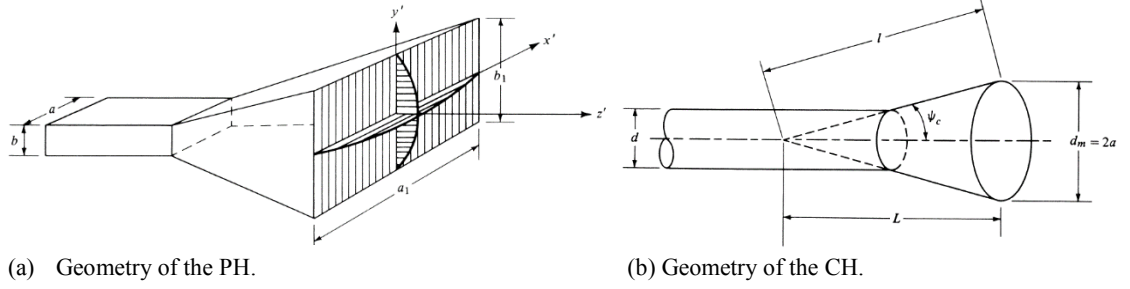 y′
x′
b₁
a
z′
b
a₁
l
d
ψc
dm = 2a
L
(a) Geometry of the PH.
(b) Geometry of the CH.